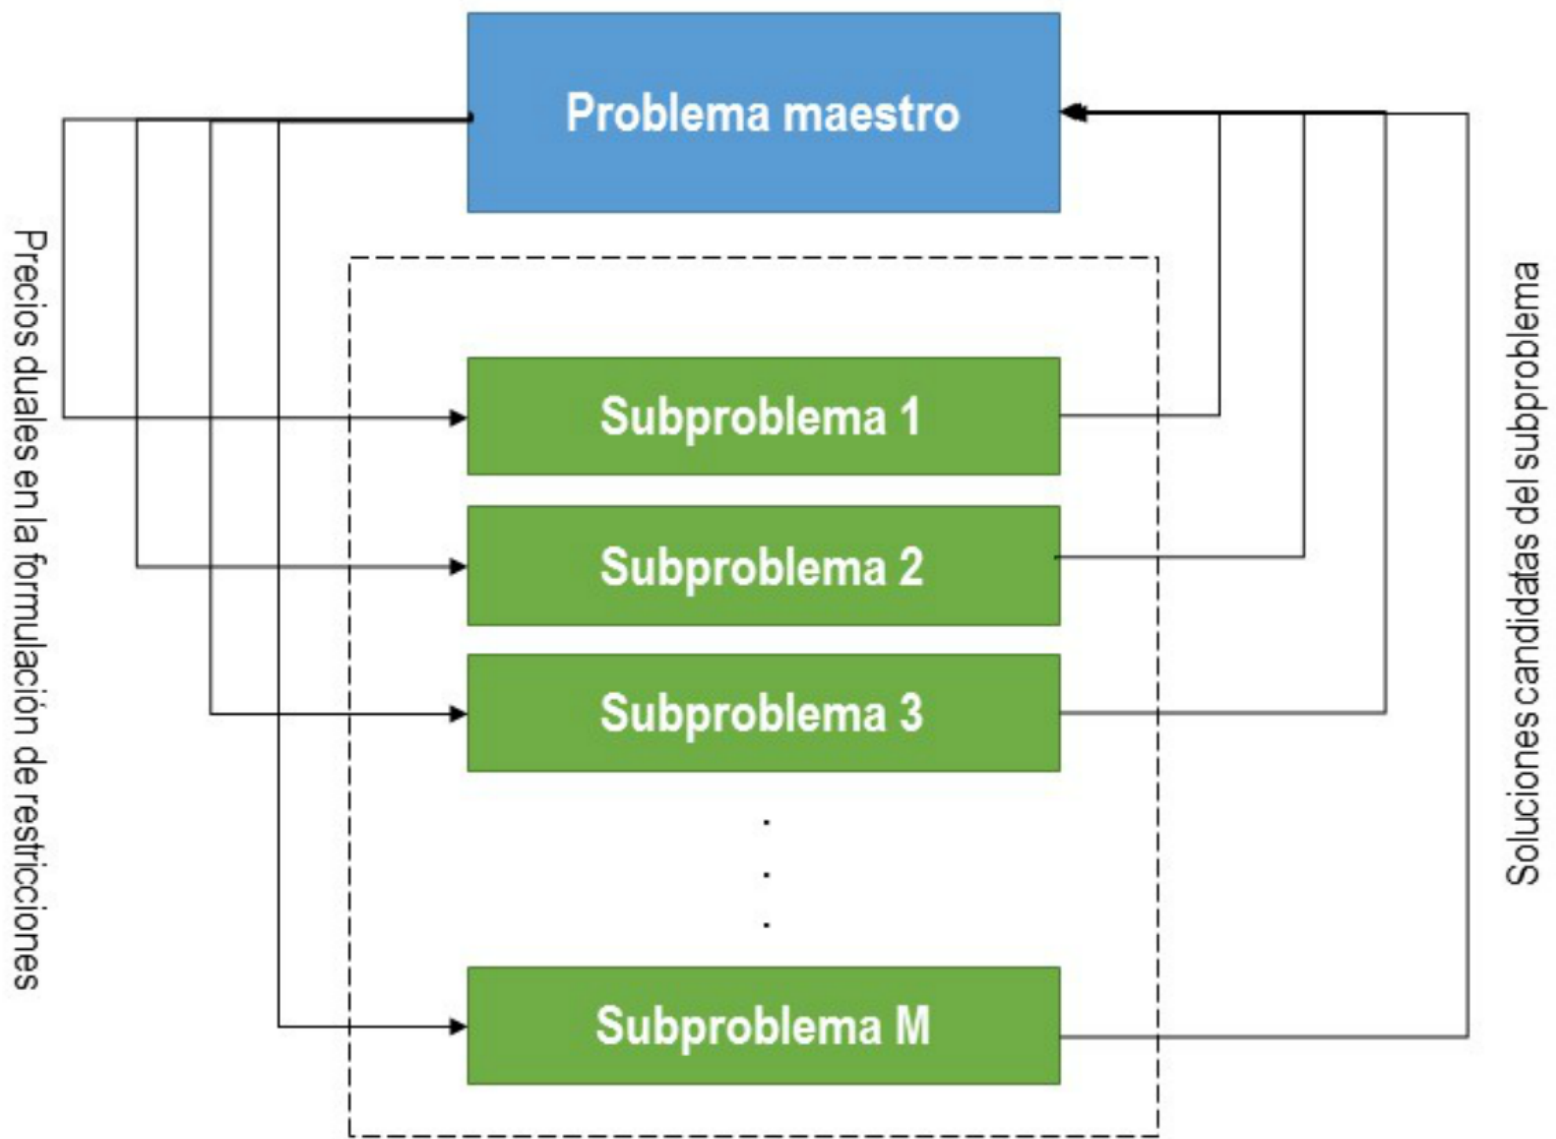 Problema maestro
Precios duales en la formulación de restricciones
Subproblema 1
Subproblema 2
Subproblema 3
.
.
.
Subproblema M
Soluciones candidatas del subproblema